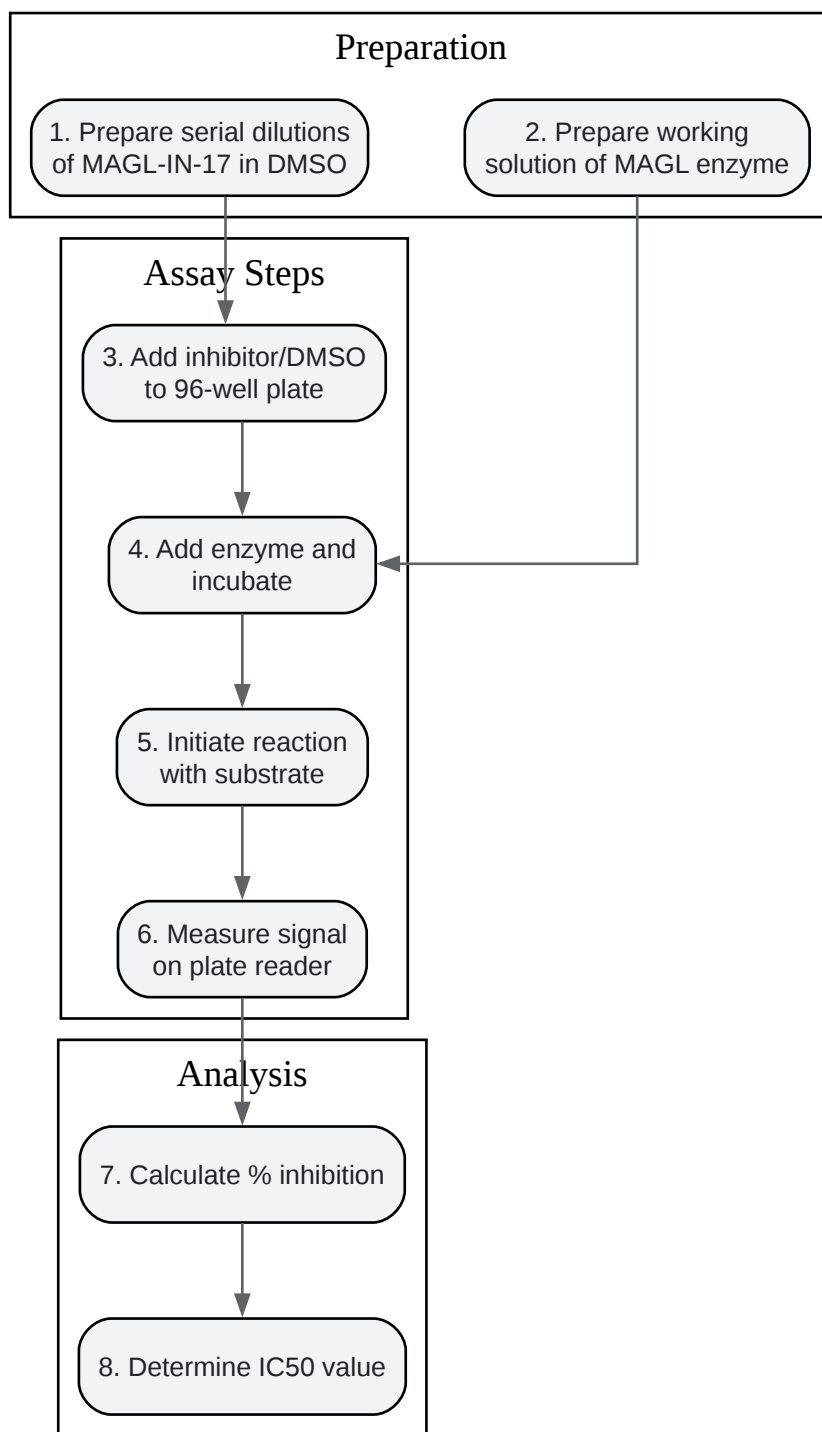 Preparation
1. Prepare serial dilutions
of MAGL-IN-17 in DMSO
2. Prepare working
solution of MAGL enzyme
Assay Steps
3. Add inhibitor/DMSO
to 96-well plate
4. Add enzyme and
incubate
5. Initiate reaction
with substrate
6. Measure signal
on plate reader
Analysis
7. Calculate % inhibition
8. Determine IC50 value